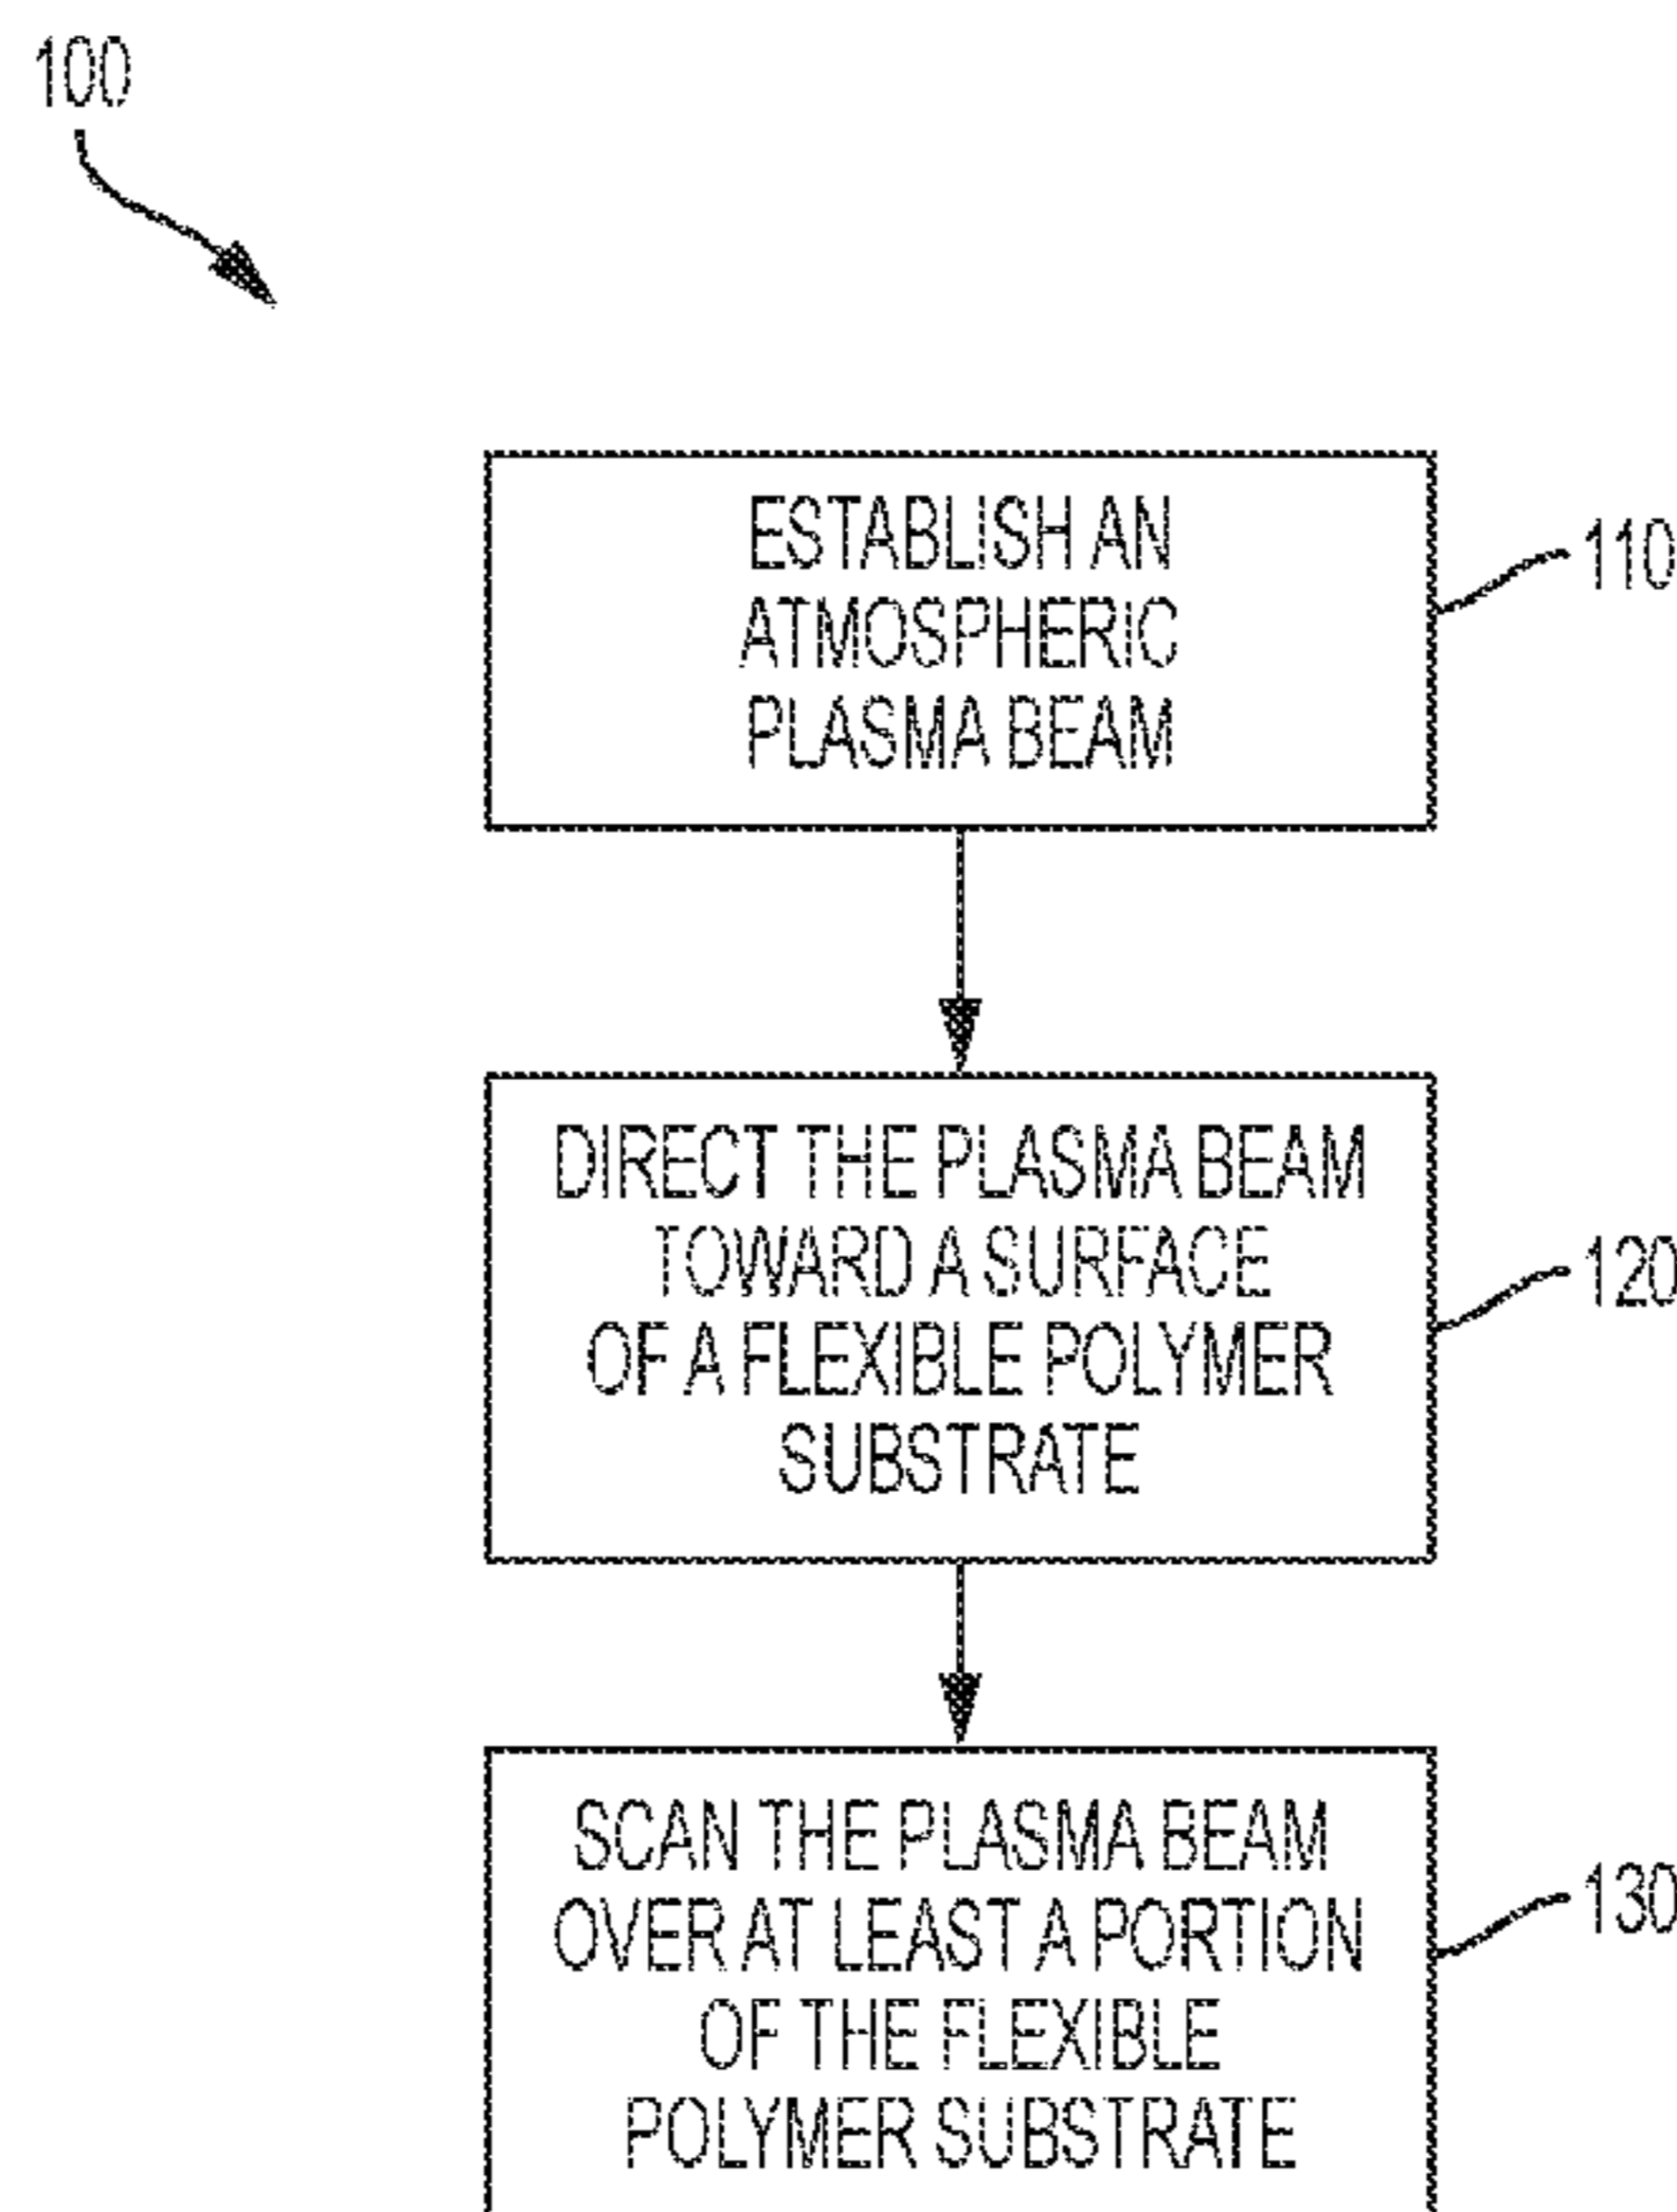 100
ESTABLISH AN
ATMOSPHERIC
PLASMA BEAM
110
DIRECT THE PLASMA BEAM
TOWARD A SURFACE
OF A FLEXIBLE POLYMER
SUBSTRATE
120
SCAN THE PLASMA BEAM
OVER AT LEAST A PORTION
OF THE FLEXIBLE
POLYMER SUBSTRATE
130